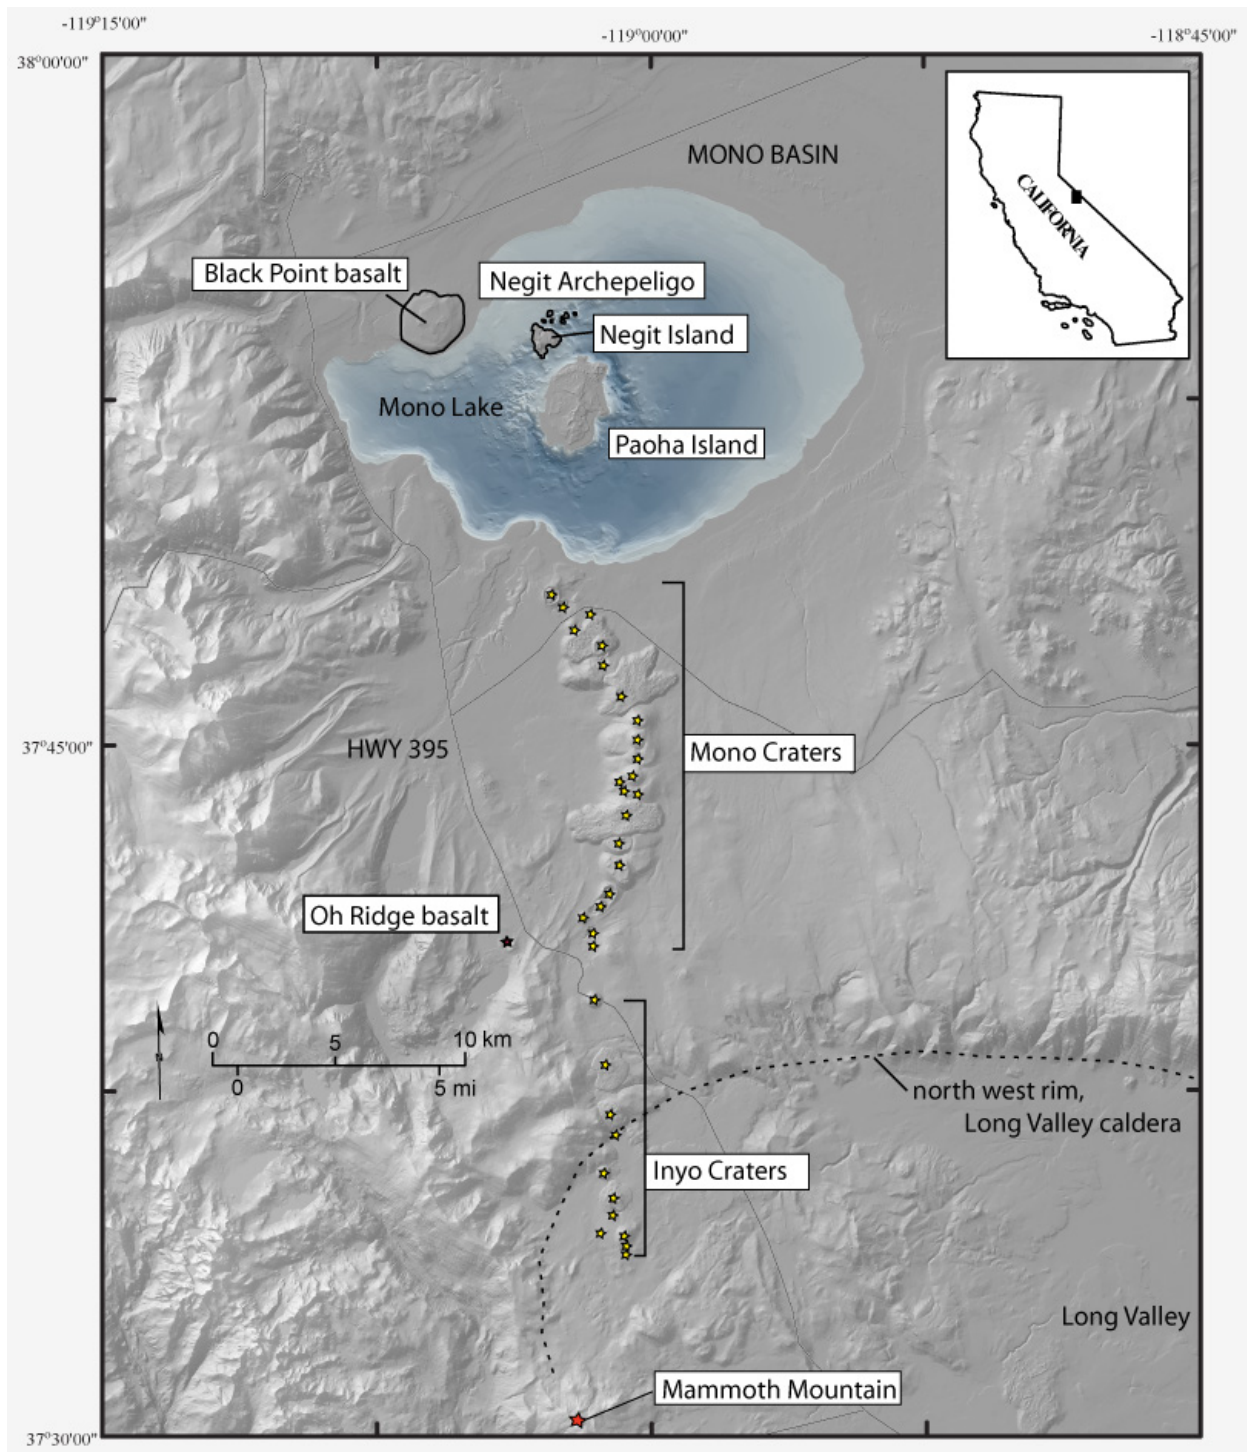 -119°15'00"
-119°00'00"
-118°45'00"
38°00'00"
MONO BASIN
CALIFORNIA
Black Point basalt
Negit Archepeligo
Negit Island
Mono Lake
Paoha Island
37°45'00"
HWY 395
Mono Craters
Oh Ridge basalt
0 5 10 km
0 5 mi
N
north west rim,
Long Valley caldera
Inyo Craters
Long Valley
Mammoth Mountain
37°30'00"